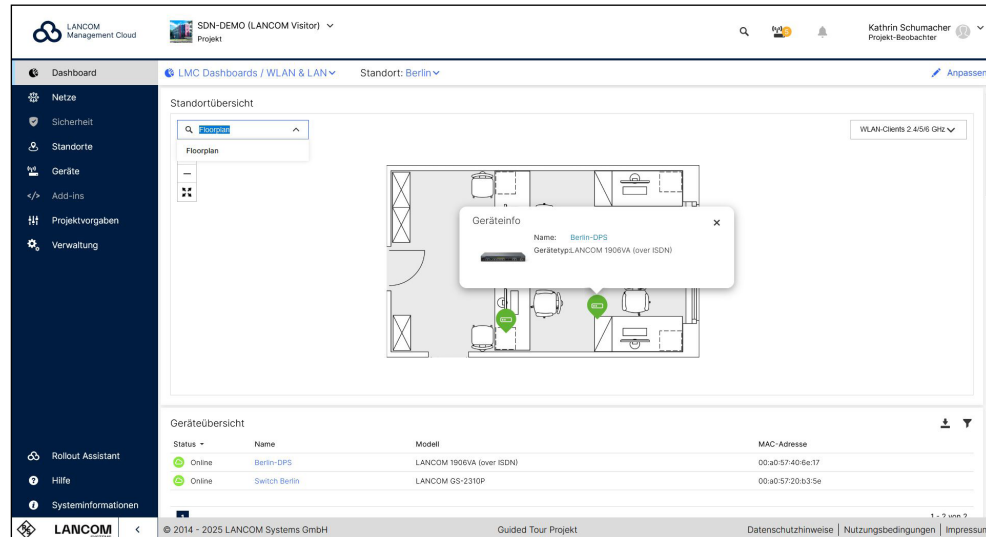 LANCOM
Management Cloud
SDN-DEMO (LANCOM Visitor)
Projekt
Kathrin Schumacher
Projekt-Beobachter
Dashboard
Netze
Sicherheit
Standorte
Geräte
Add-ins
Projektvorgaben
Verwaltung
Rollout Assistant
Hilfe
Systeminformationen
LANCOM
LMC Dashboards / WLAN & LAN Standort: Berlin
Anpassen
Standortübersicht
Floorplan
Floorplan
WLAN-Clients 2.4/5/6 GHz
Geräteinfo
Name: Berlin-DPS
Gerätetyp:LANCOM 1906VA (over ISDN)
Geräteübersicht
Status Name Modell MAC-Adresse
Online Berlin-DPS LANCOM 1906VA (over ISDN) 00:a0:57:40:6e:17
Online Switch Berlin LANCOM GS-2310P 00:a0:57:20:b3:5e
1 - 2 von 2
© 2014 - 2025 LANCOM Systems GmbH Guided Tour Projekt Datenschutzhinweise | Nutzungsbedingungen | Impressum